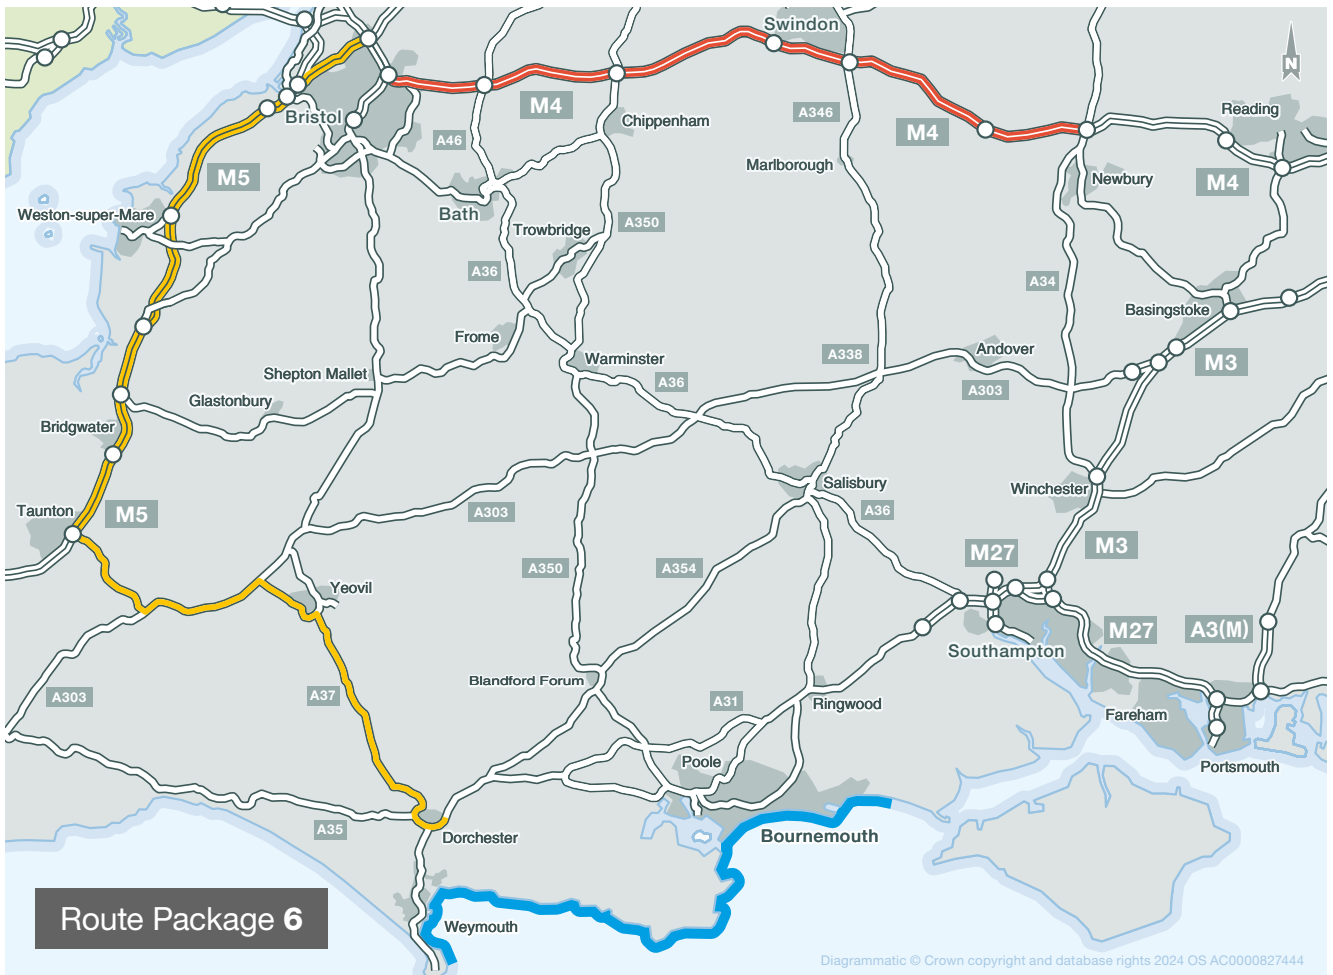 Swindon
N
M4
A346
Reading
Bristol
Chippenham
A46
M4
Marlborough
M5
Newbury
M4
Weston-super-Mare
Bath
Trowbridge
A350
A36
A34
Basingstoke
Frome
Warminster
A338
Andover
M3
Shepton Mallet
A36
A303
Glastonbury
Bridgwater
Salisbury
Winchester
Taunton
M5
A303
A36
M27
M3
A350
A354
Yeovil
M27
A3(M)
Southampton
Blandford Forum
A303
A37
A31
Ringwood
Fareham
Poole
Portsmouth
A35
Dorchester
Bournemouth
Route Package 6
Weymouth
Diagrammatic © Crown copyright and database rights 2024 OS AC0000827444